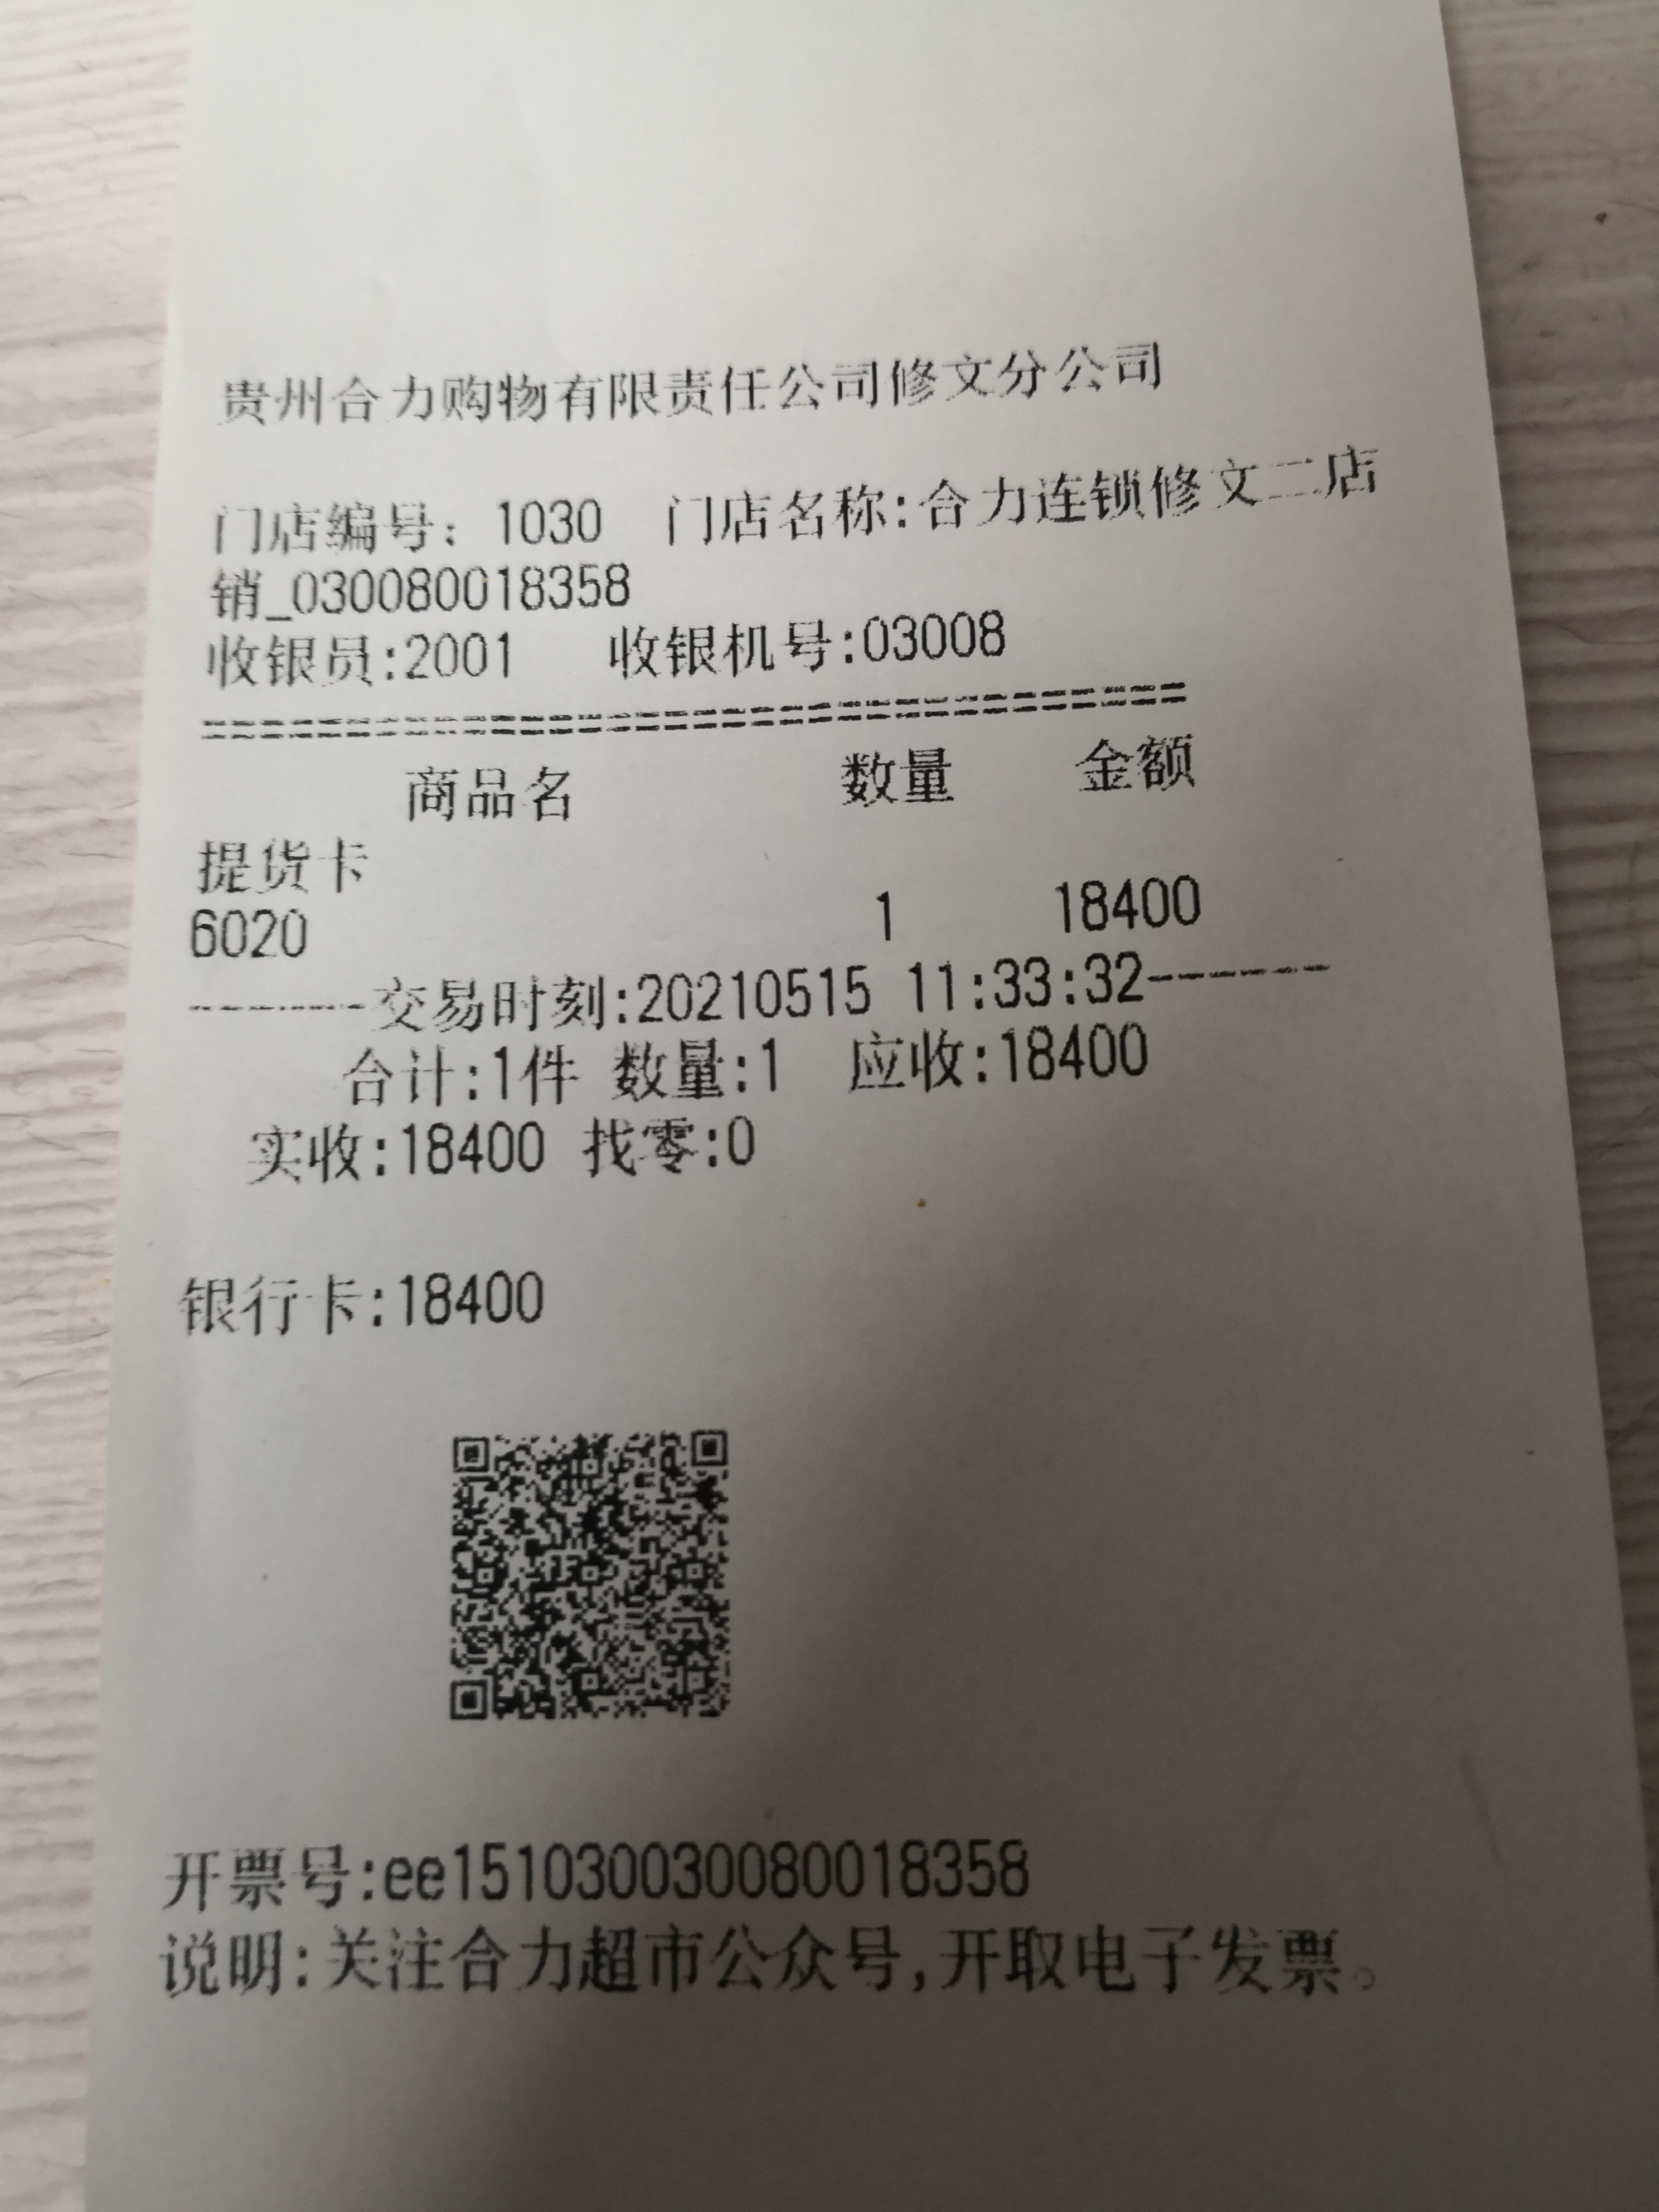 贵州合力购物有限责任公司修文分公司
门店编号：1030 门店名称:合力连锁修文二店
销_030080018358
收银员:2001 收银机号:03008
==================================
商品名 数量 金额
提货卡
6020 1 18400
-------交易时刻:20210515 11:33:32-------
合计:1件 数量:1 应收:18400
实收:18400 找零:0
银行卡:18400
开票号:ee151030030080018358
说明:关注合力超市公众号,开取电子发票。